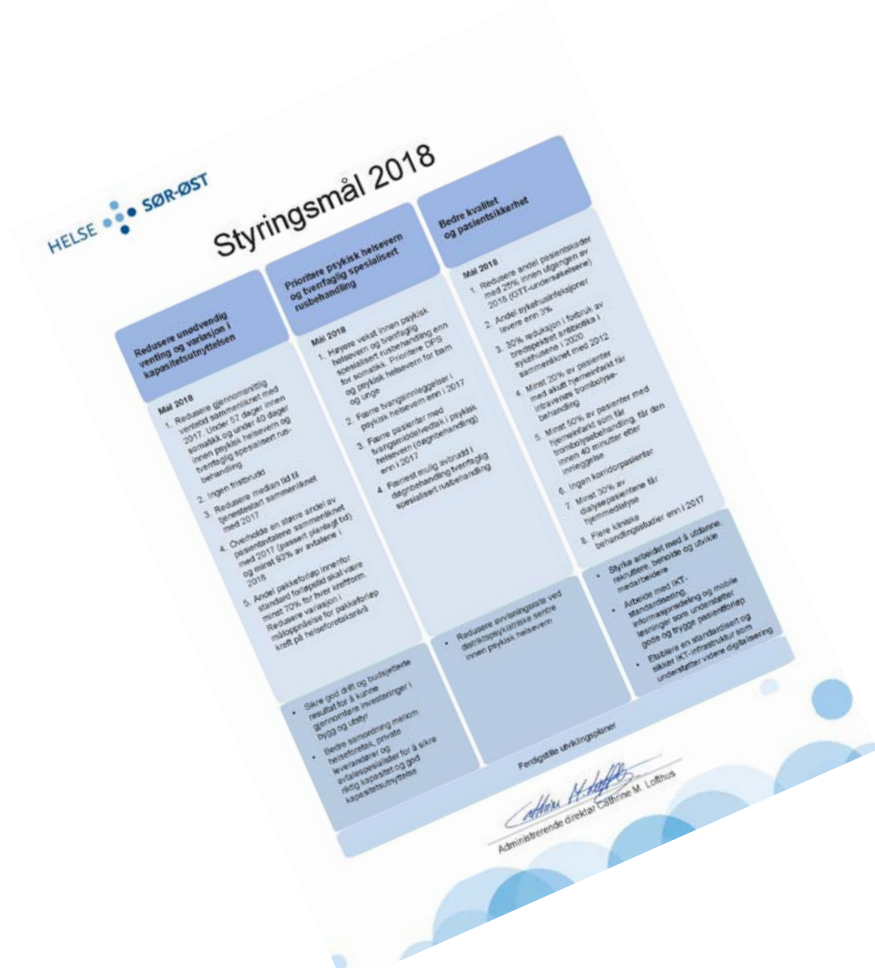 HELSE SØR-ØST
Styringsmål 2018
Redusere unødvendig
venting og variasjon i
kapasitetsutnyttelsen
Mål 2018
1. Redusere gjennomsnittlig
ventetid sammenliknet med
2017. Under 57 dager innen
somatikk og under 40 dager
innen psykisk helsevern og
tverrfaglig spesialisert rus-
behandling
2. Ingen fristbrudd
3. Redusere median tid til
tjenestestart sammenliknet
med 2017
4. Overholde en større andel av
pasientavtalene sammenliknet
med 2017 (passert planlagt tid)
og minst 93% av avtalene i
2018
5. Andel pakkeforløp innenfor
standard forløpstid skal være
minst 70% for hver kreftform.
Redusere variasjon i
måloppnåelse for pakkeforløp
kreft på helseforetaksnivå
• Sikre god drift og budsjetterte
resultat for å kunne
gjennomføre investeringer i
bygg og utstyr
• Bedre samordning mellom
helseforetak, private
leverandører og
avtalespesialister for å sikre
riktig kapasitet og god
kapasitetsutnyttelse
Prioritere psykisk helsevern
og tverrfaglig spesialisert
rusbehandling
Mål 2018
1. Høyere vekst innen psykisk
helsevern og tverrfaglig
spesialisert rusbehandling enn
for somatikk. Prioritere DPS
og psykisk helsevern for barn
og unge
2. Færre tvangsinnleggelser i
psykisk helsevern enn i 2017
3. Færre pasienter med
tvangsmiddelvedtak i psykisk
helsevern (døgnbehandling)
enn i 2017
4. Færrest mulig avbrudd i
døgnbehandling tverrfaglig
spesialisert rusbehandling
• Redusere avvisningsrate ved
distriktspsykiatriske sentre
innen psykisk helsevern
Bedre kvalitet
og pasientsikkerhet
Mål 2018
1. Redusere andel pasientskader
med 25% innen utgangen av
2018 (GTT-undersøkelsene)
2. Andel sykehusinfeksjoner
lavere enn 3%
3. 30% reduksjon i forbruk av
bredspektret antibiotika i
sykehusene i 2020
sammenliknet med 2012
4. Minst 20% av pasienter
med akutt hjerneinfarkt får
intravenøs trombolyse-
behandling
5. Minst 50% av pasienter med
hjerneinfarkt som får
trombolysebehandling, får den
innen 40 minutter etter
innleggelse
6. Ingen korridorpasienter
7. Minst 30% av
dialysepasientene får
hjemmedialyse
8. Flere kliniske
behandlingsstudier enn i 2017
• Styrke arbeidet med å utdanne,
rekruttere, beholde og utvikle
medarbeidere
• Arbeide med IKT-
standardisering,
informasjonsdeling og mobile
løsninger som understøtter
gode og trygge pasientforløp
• Etablere en standardisert og
sikker IKT-infrastruktur som
understøtter videre digitalisering
Ferdigstille utviklingsplaner
Cathrine M. Lofthus
Administrerende direktør Cathrine M. Lofthus